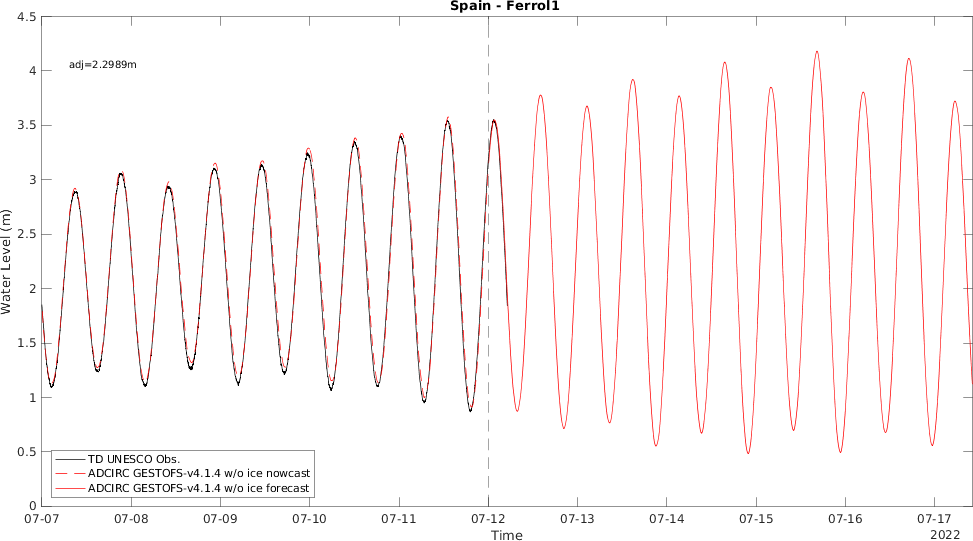 Spain - Ferrol1
adj=2.2989m
Water Level (m)
4.5
4
3.5
3
2.5
2
1.5
1
0.5
0
TD UNESCO Obs.
ADCIRC GESTOFS-v4.1.4 w/o ice nowcast
ADCIRC GESTOFS-v4.1.4 w/o ice forecast
07-07 07-08 07-09 07-10 07-11 07-12 07-13 07-14 07-15 07-16 07-17
2022
Time